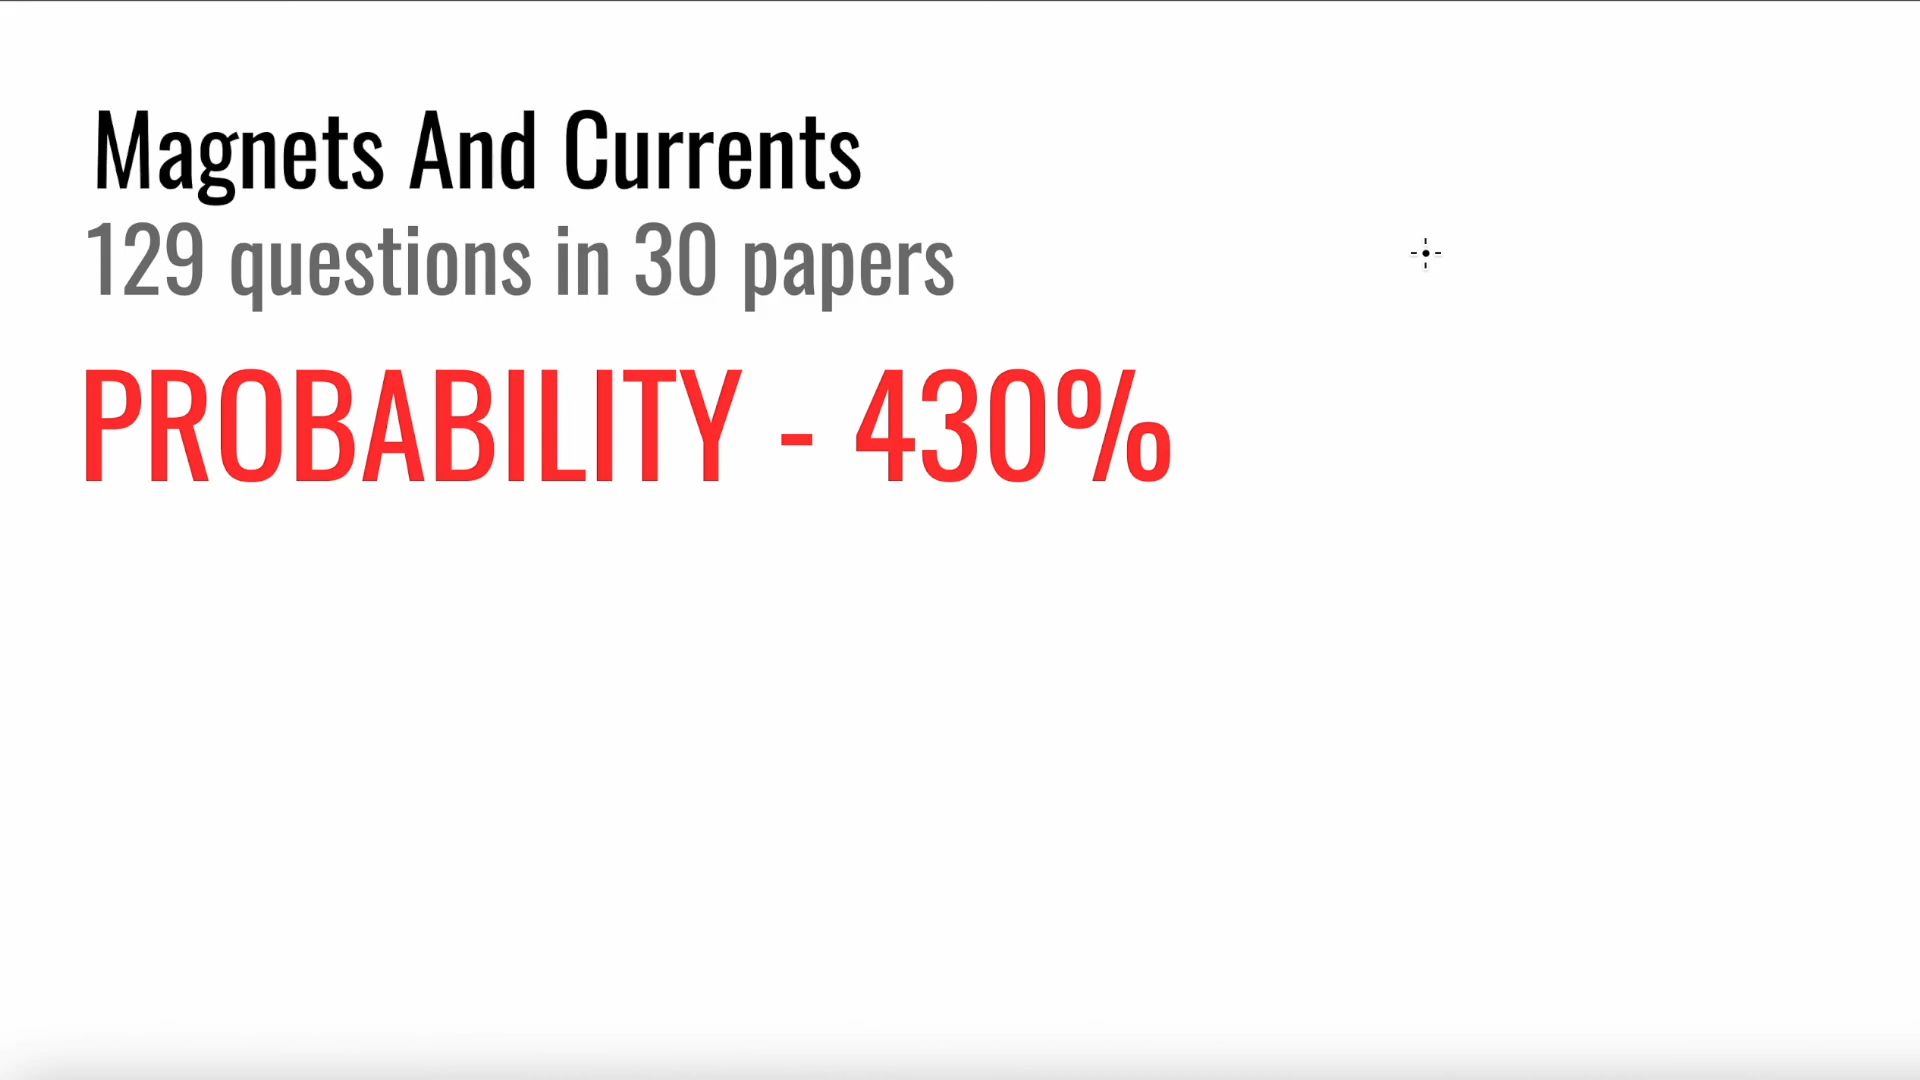 Magnets And Currents
129 questions in 30 papers
PROBABILITY - 430%